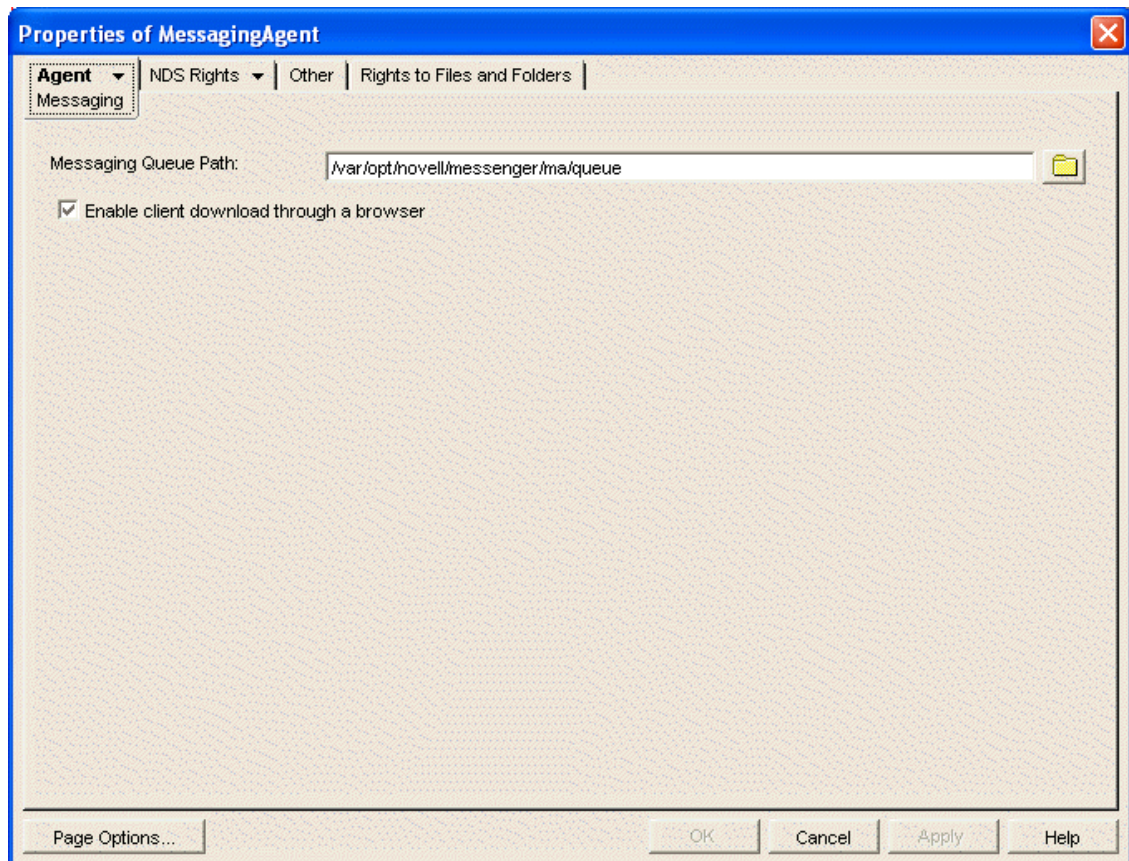 Properties of MessagingAgent
Agent NDS Rights Other Rights to Files and Folders
Messaging
Messaging Queue Path: /var/opt/novell/messenger/ma/queue
Enable client download through a browser
Page Options... OK Cancel Apply Help